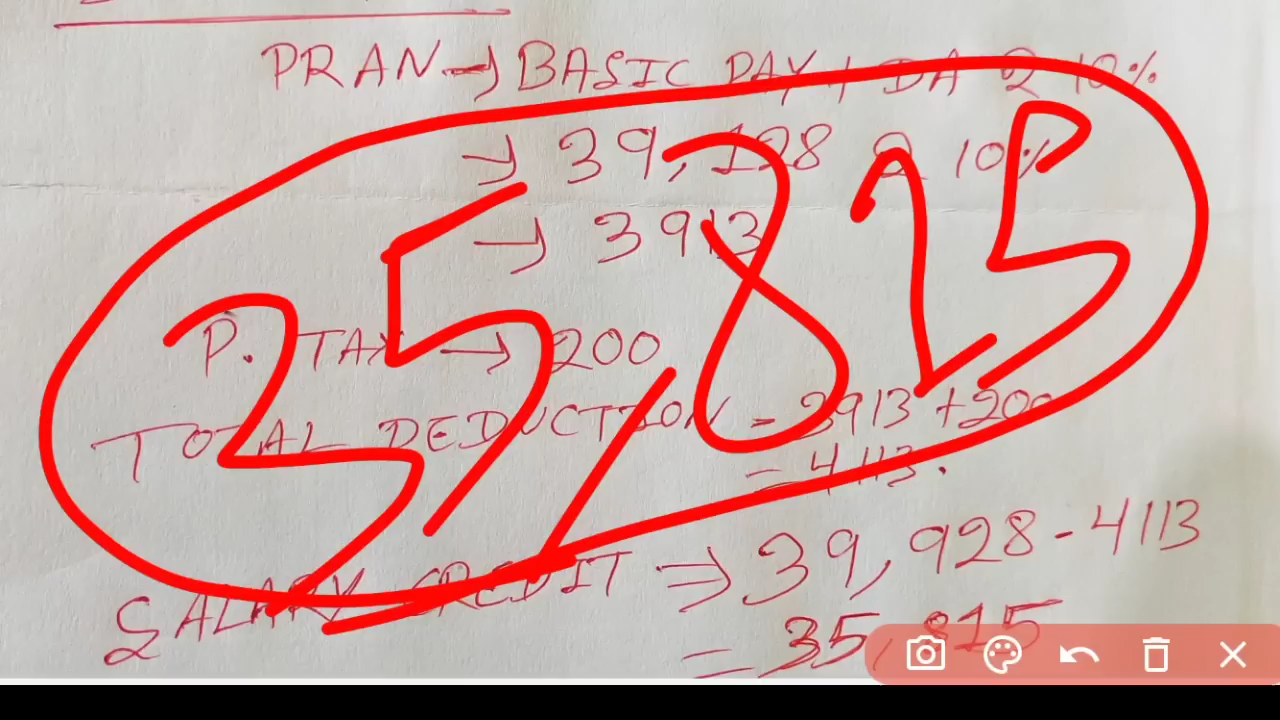 PRAN → BASIC PAY + DA @ 10%
→ 39,128 @ 10%
→ 3913
P. TAX → 200
TOTAL DEDUCTION = 3913 + 200
= 4113.
SALARY CREDIT ⇒ 39,928 - 4113
= 35,815
35,815